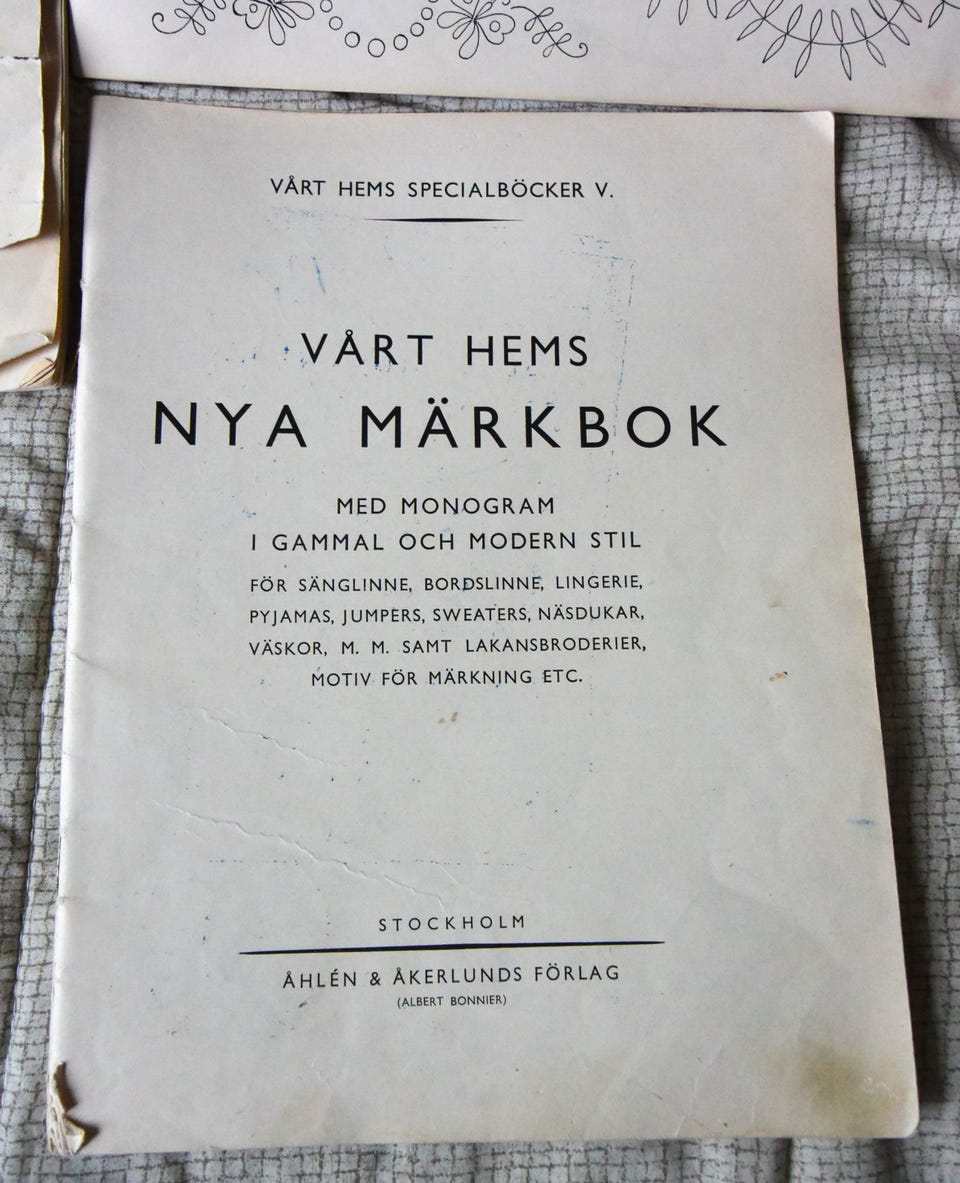 VÅRT HEMS SPECIALBÖCKER V.
VÅRT HEMS
NYA MÄRKBOK
MED MONOGRAM
I GAMMAL OCH MODERN STIL
FÖR SÄNGLINNE, BORDSLINNE, LINGERIE,
PYJAMAS, JUMPERS, SWEATERS, NÄSDUKAR,
VÄSKOR, M. M. SAMT LAKANSBRODERIER,
MOTIV FÖR MÄRKNING ETC.
STOCKHOLM
ÅHLÉN & ÅKERLUNDS FÖRLAG
(ALBERT BONNIER)